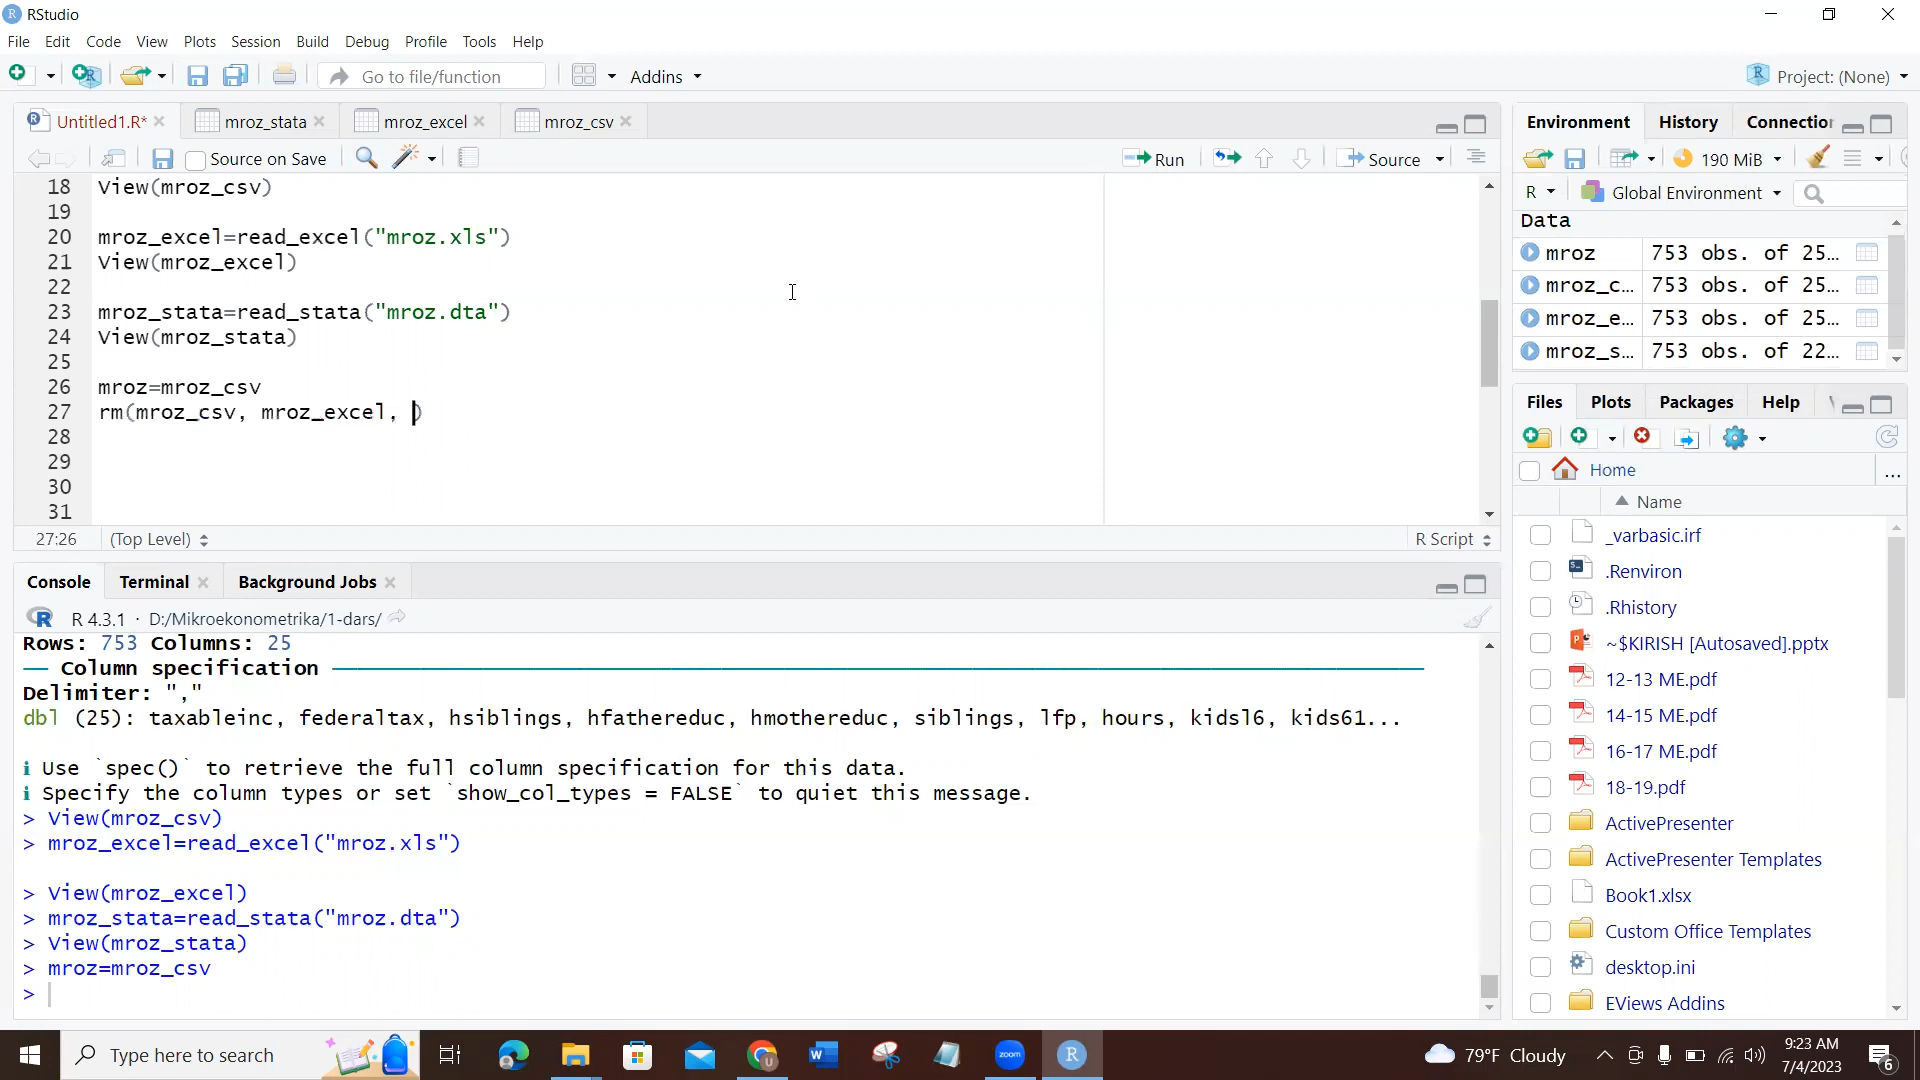 RStudio
File Edit Code View Plots Session Build Debug Profile Tools Help
Go to file/function Addins Project: (None)
Untitled1.R* mroz_stata mroz_excel mroz_csv
Source on Save Run Source
18 View(mroz_csv)
19
20 mroz_excel=read_excel("mroz.xls")
21 View(mroz_excel)
22
23 mroz_stata=read_stata("mroz.dta")
24 View(mroz_stata)
25
26 mroz=mroz_csv
27 rm(mroz_csv, mroz_excel, )
28
29
30
31
27:26 (Top Level) R Script
Console Terminal Background Jobs
R 4.3.1 · D:/Mikroekonometrika/1-dars/
Rows: 753 Columns: 25
── Column specification ──
Delimiter: ","
dbl (25): taxableinc, federaltax, hsiblings, hfathereduc, hmothereduc, siblings, lfp, hours, kidsl6, kids61...
ℹ Use `spec()` to retrieve the full column specification for this data.
ℹ Specify the column types or set `show_col_types = FALSE` to quiet this message.
> View(mroz_csv)
> mroz_excel=read_excel("mroz.xls")
> View(mroz_excel)
> mroz_stata=read_stata("mroz.dta")
> View(mroz_stata)
> mroz=mroz_csv
>
Environment History Connection
190 MiB
R Global Environment
Data
mroz 753 obs. of 25...
mroz_c... 753 obs. of 25...
mroz_e... 753 obs. of 25...
mroz_s... 753 obs. of 22...
Files Plots Packages Help
Home ...
Name
_varbasic.irf
.Renviron
.Rhistory
~$KIRISH [Autosaved].pptx
12-13 ME.pdf
14-15 ME.pdf
16-17 ME.pdf
18-19.pdf
ActivePresenter
ActivePresenter Templates
Book1.xlsx
Custom Office Templates
desktop.ini
EViews Addins
Type here to search
zoom
79°F Cloudy
9:23 AM
7/4/2023
6